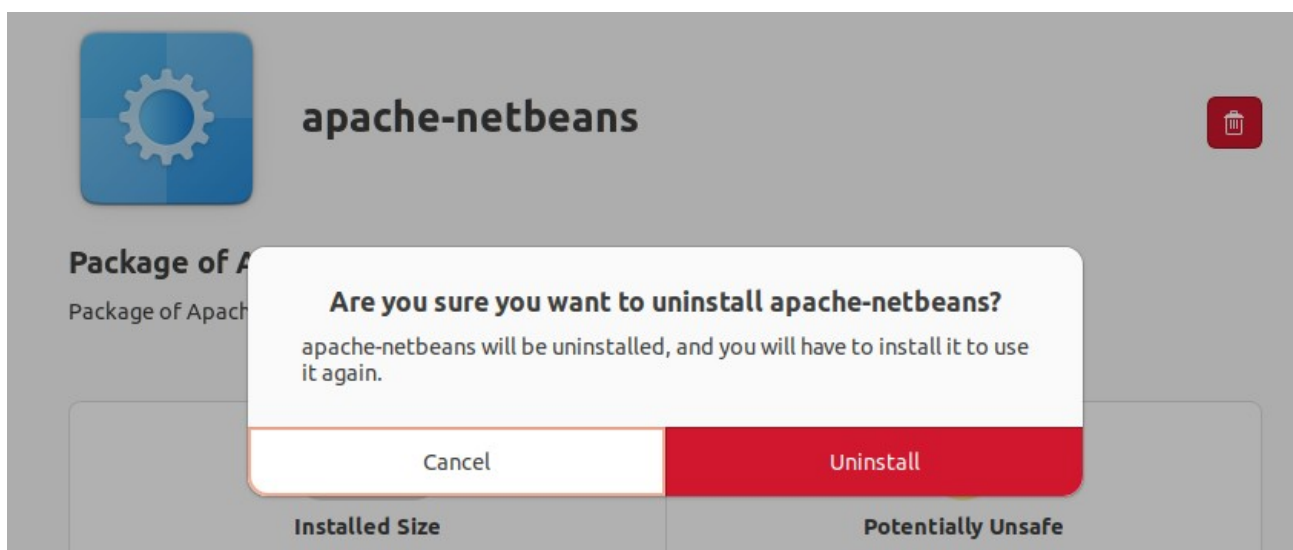 apache-netbeans
Package of A
Package of Apach
Are you sure you want to uninstall apache-netbeans?
apache-netbeans will be uninstalled, and you will have to install it to use
it again.
Cancel
Uninstall
Installed Size
Potentially Unsafe